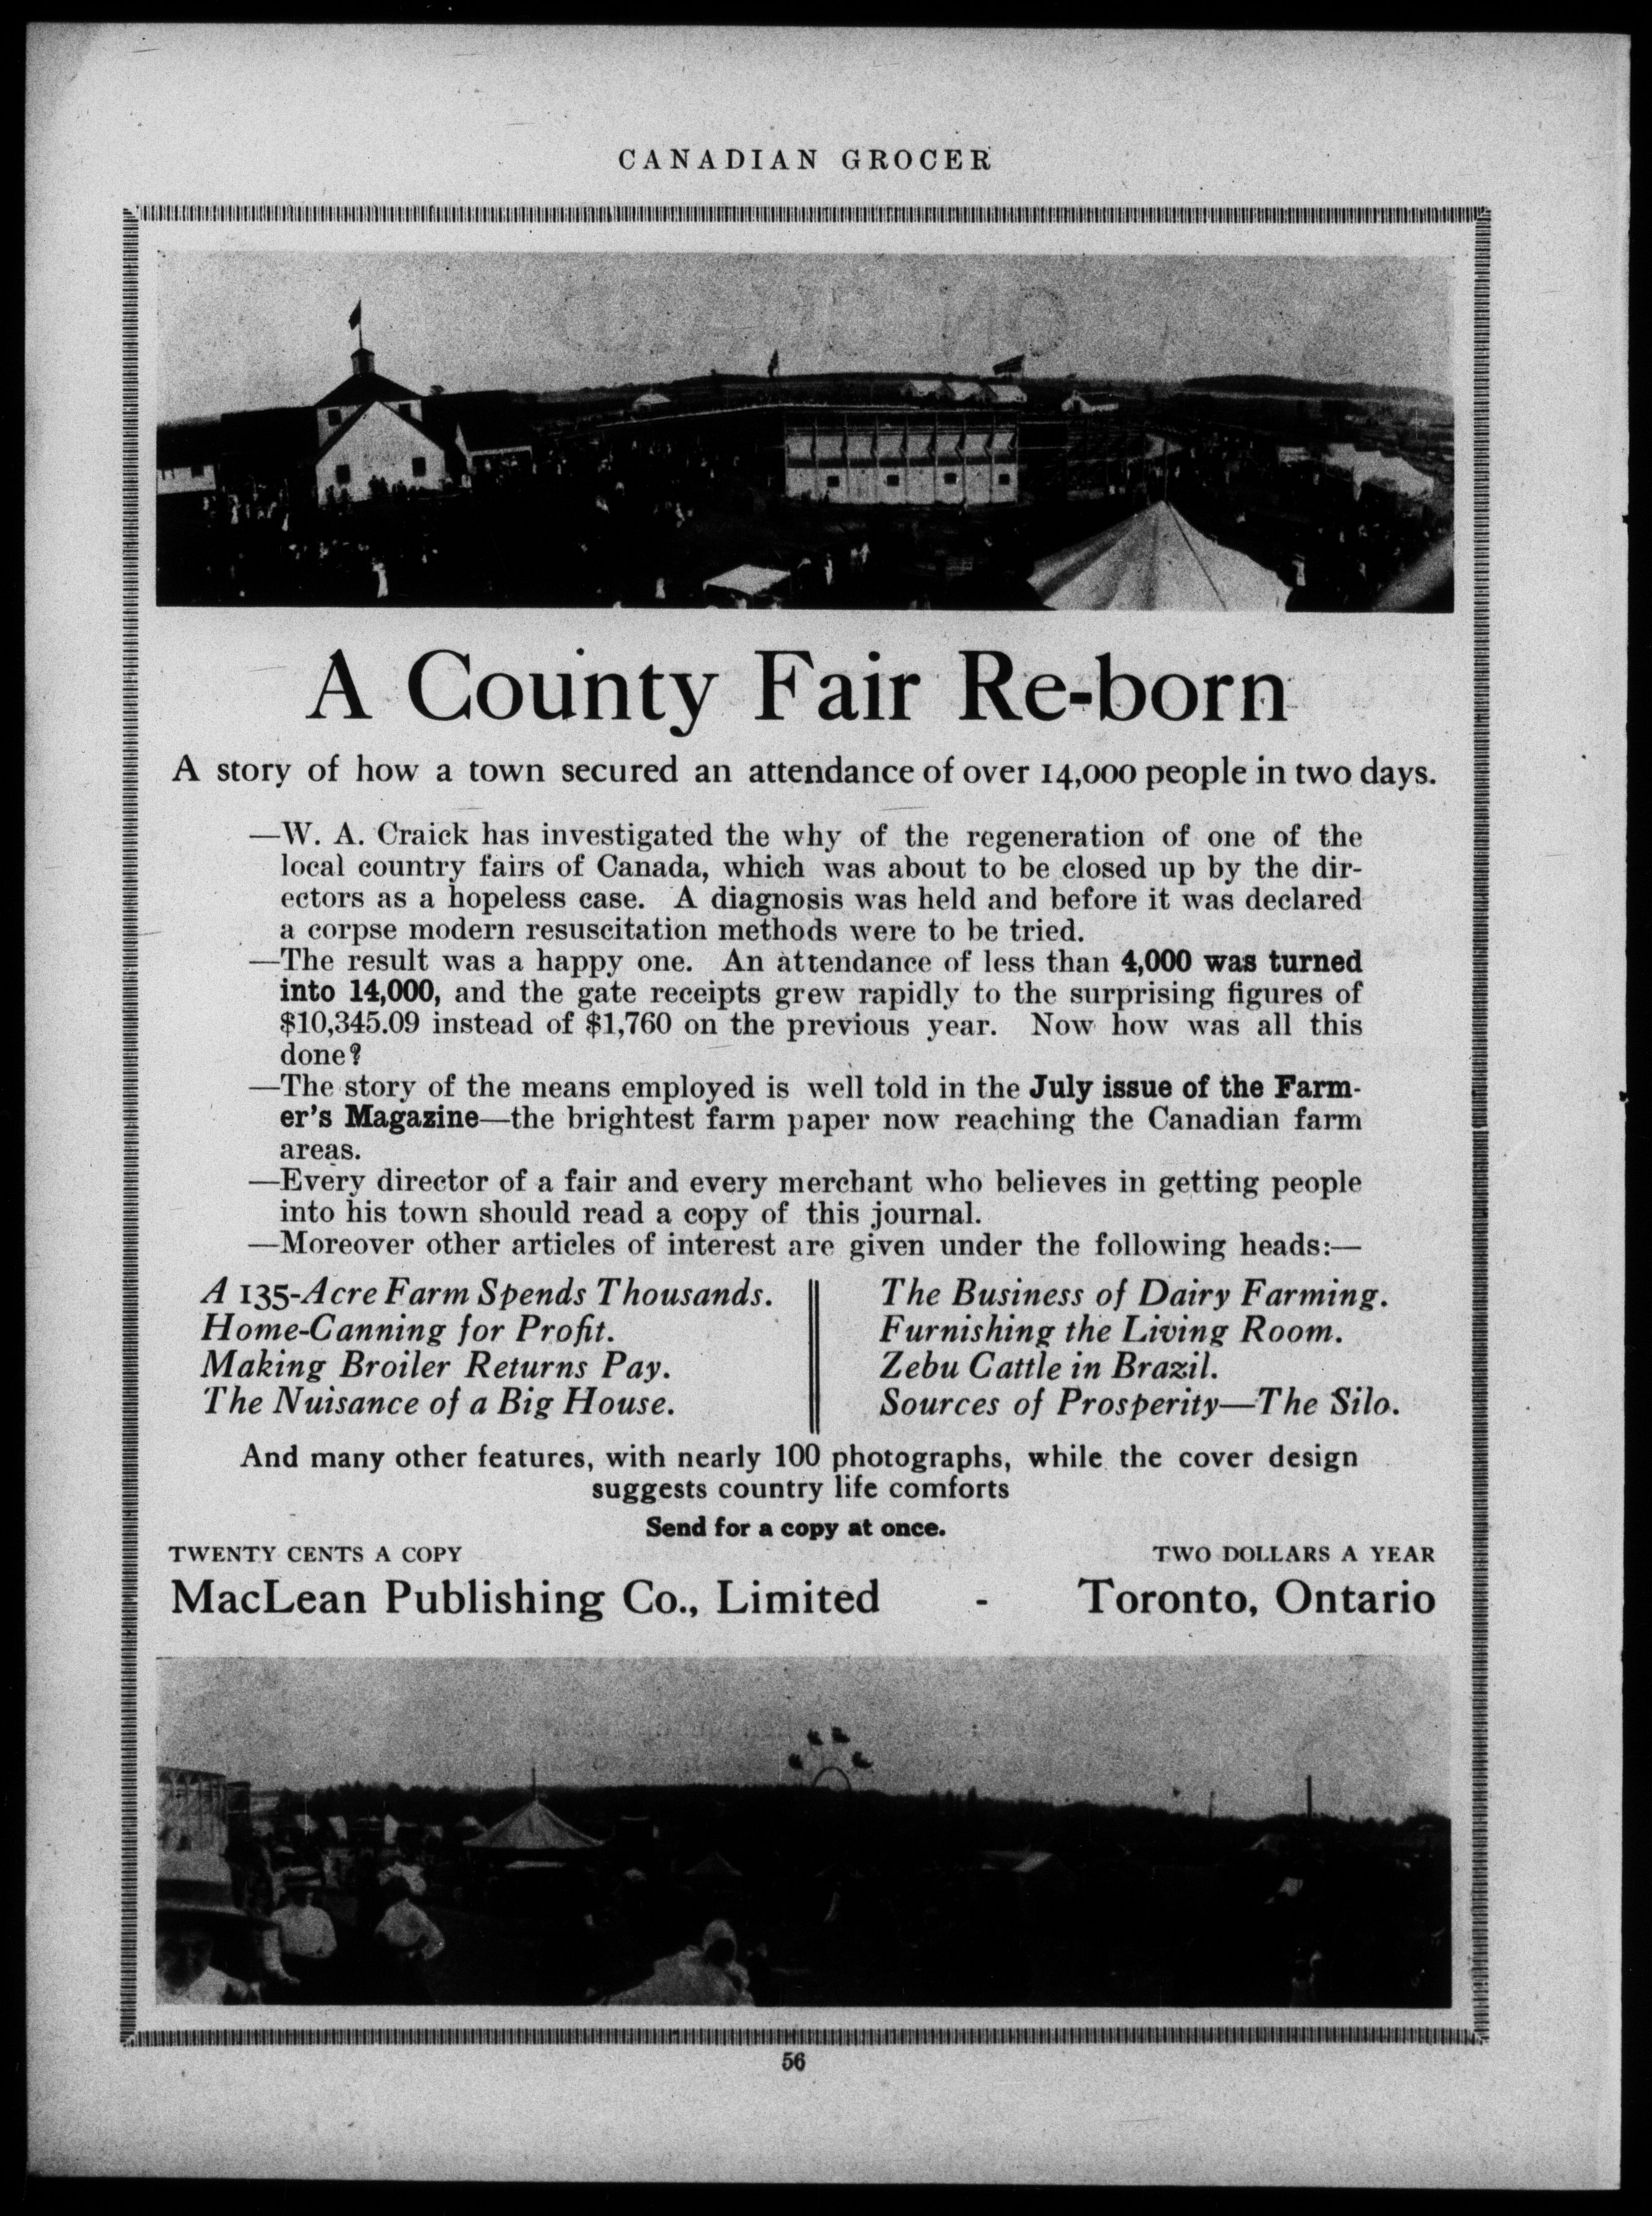 CANADIAN GROCER
A County Fair Re-born
A story of how a town secured an attendance of over 14,000 people in two days.
—W. A. Craick has investigated the why of the regeneration of one of the
local country fairs of Canada, which was about to be closed up by the dir-
ectors as a hopeless case. A diagnosis was held and before it was declared
a corpse modern resuscitation methods were to be tried.
—The result was a happy one. An attendance of less than 4,000 was turned
into 14,000, and the gate receipts grew rapidly to the surprising figures of
$10,345.09 instead of $1,760 on the previous year. Now how was all this
done?
—The story of the means employed is well told in the July issue of the Farm-
er's Magazine—the brightest farm paper now reaching the Canadian farm
areas.
—Every director of a fair and every merchant who believes in getting people
into his town should read a copy of this journal.
—Moreover other articles of interest are given under the following heads:—
A 135-Acre Farm Spends Thousands.
Home-Canning for Profit.
Making Broiler Returns Pay.
The Nuisance of a Big House.
The Business of Dairy Farming.
Furnishing the Living Room.
Zebu Cattle in Brazil.
Sources of Prosperity—The Silo.
And many other features, with nearly 100 photographs, while the cover design
suggests country life comforts
Send for a copy at once.
TWENTY CENTS A COPY TWO DOLLARS A YEAR
MacLean Publishing Co., Limited - Toronto, Ontario
56